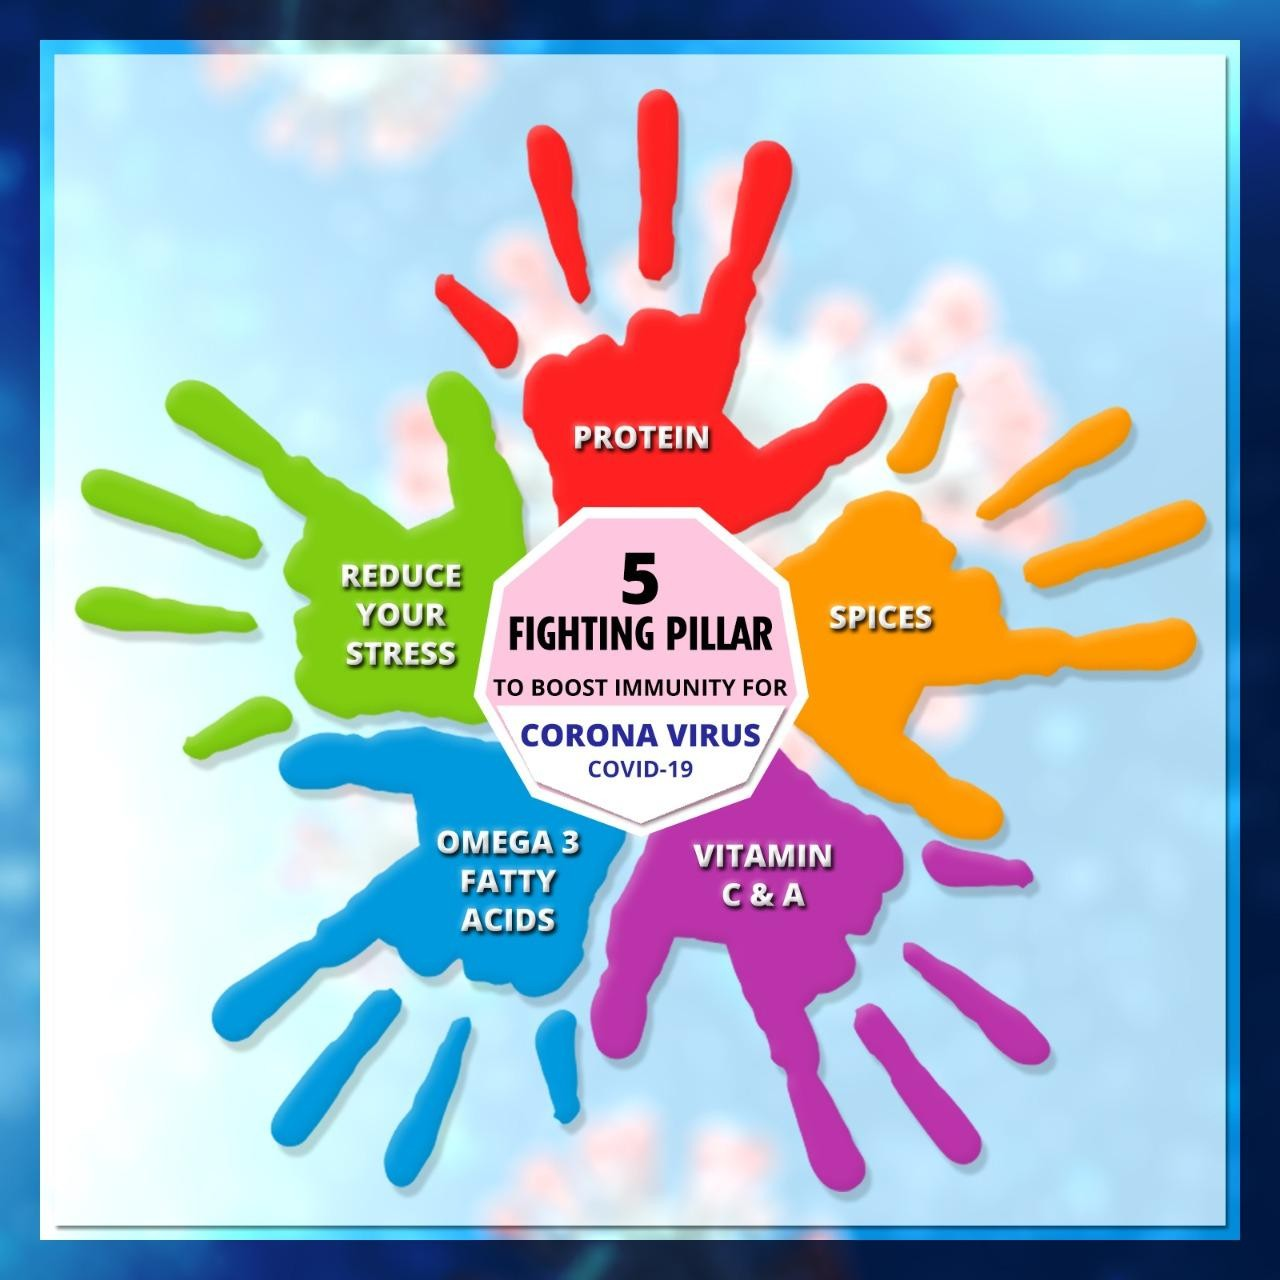 PROTEIN
SPICES
VITAMIN
C & A
OMEGA 3
FATTY
ACIDS
REDUCE
YOUR
STRESS
5
FIGHTING PILLAR
TO BOOST IMMUNITY FOR
CORONA VIRUS
COVID-19